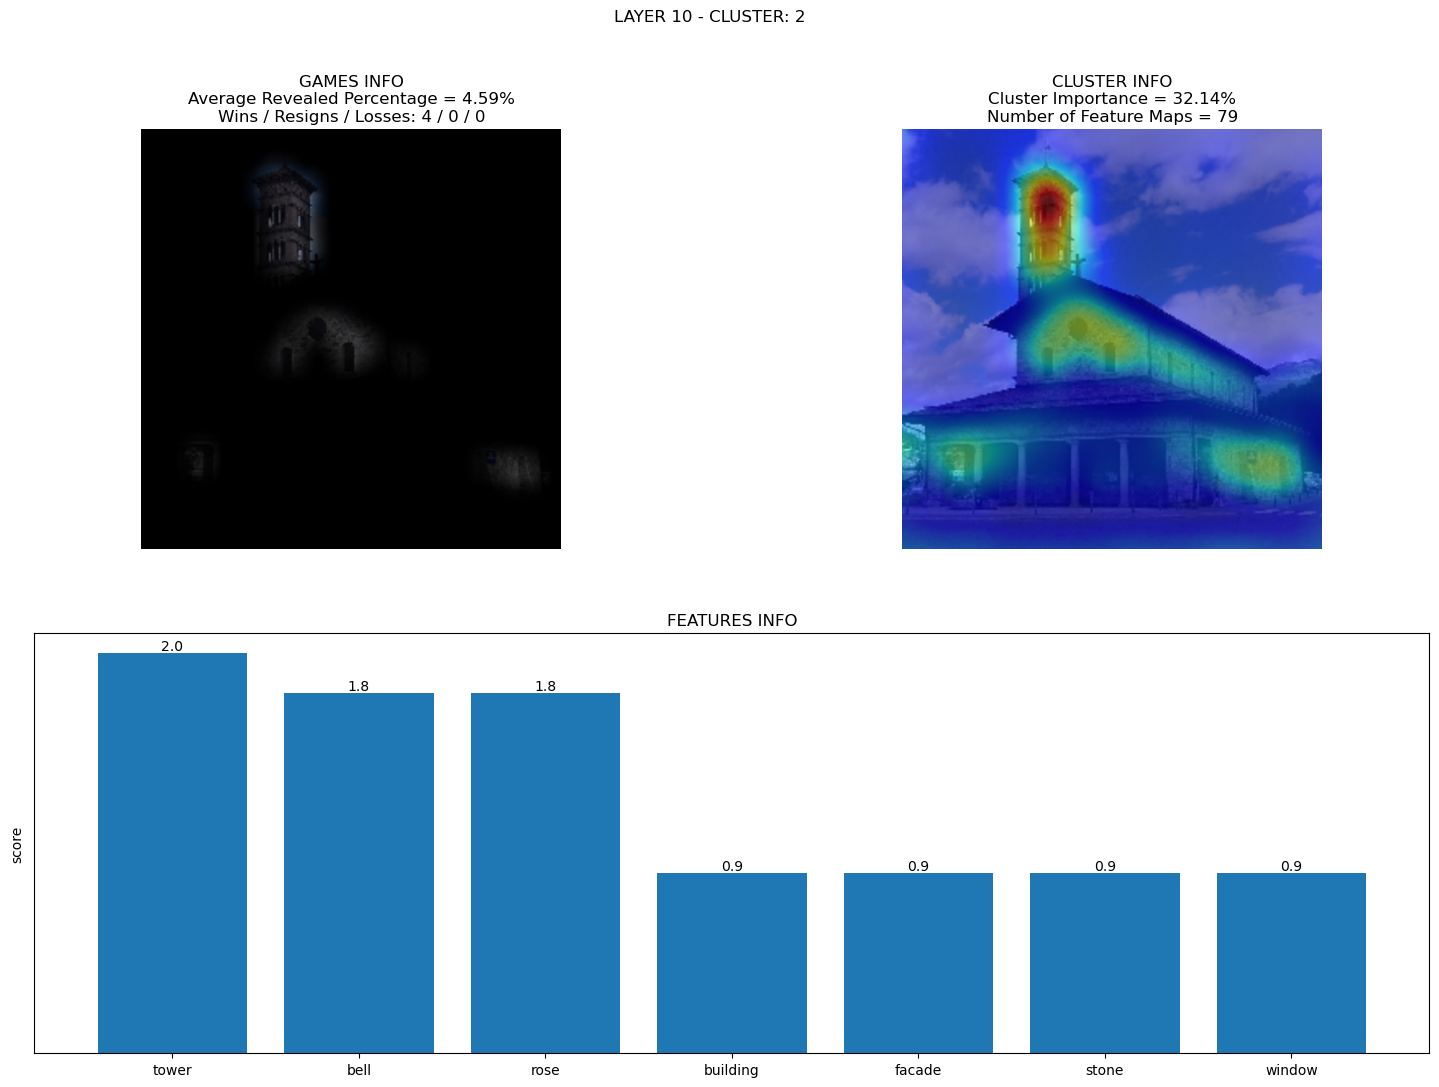 LAYER 10 - CLUSTER: 2
GAMES INFO
Average Revealed Percentage = 4.59%
Wins / Resigns / Losses: 4 / 0 / 0
CLUSTER INFO
Cluster Importance = 32.14%
Number of Feature Maps = 79
FEATURES INFO
score
2.0
1.8
1.8
0.9
0.9
0.9
0.9
tower
bell
rose
building
facade
stone
window